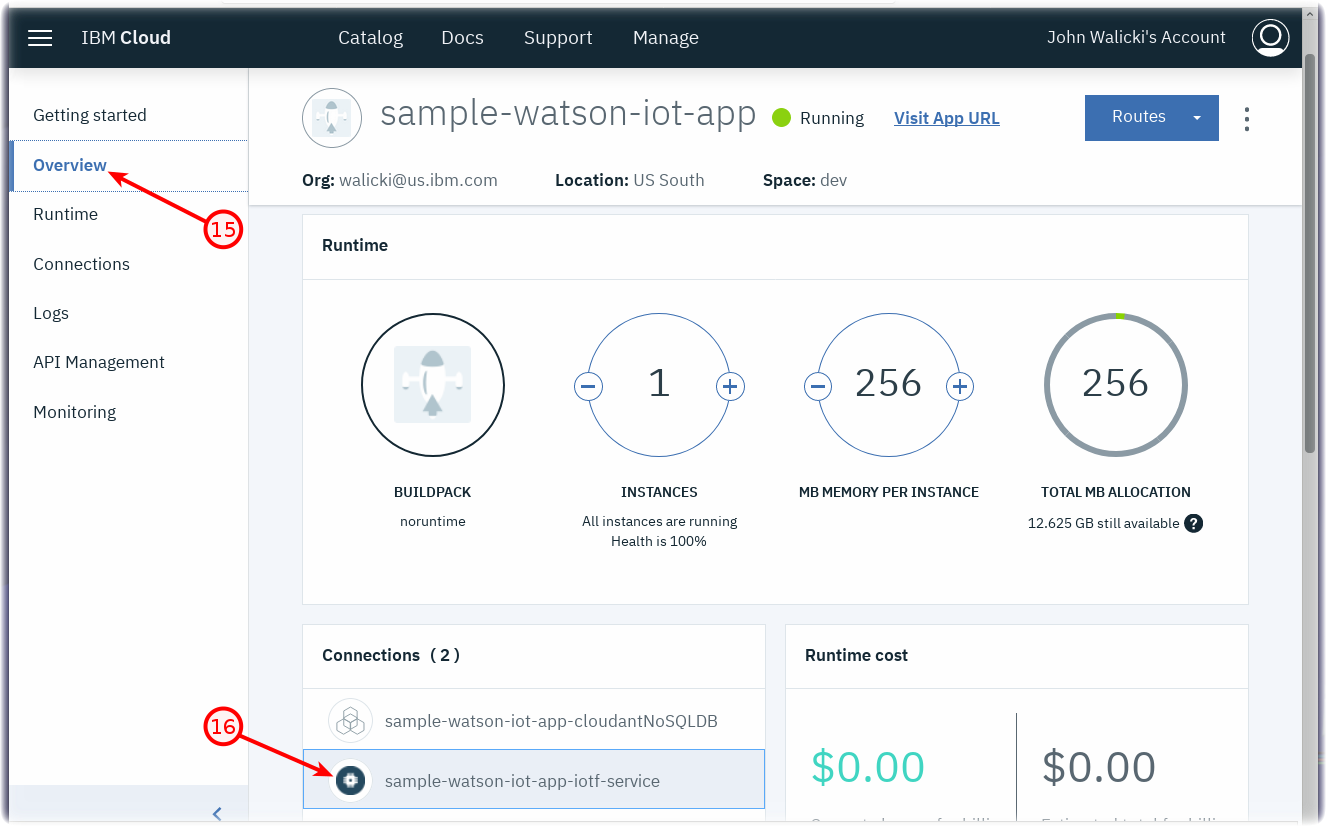 IBM Cloud
Catalog Docs Support Manage
John Walicki's Account
Getting started
Overview
Runtime
Connections
Logs
API Management
Monitoring
15
sample-watson-iot-app
Running
Visit App URL
Routes
Org: walicki@us.ibm.com Location: US South Space: dev
Runtime
1
256
256
BUILDPACK
noruntime
INSTANCES
All instances are running
Health is 100%
MB MEMORY PER INSTANCE
TOTAL MB ALLOCATION
12.625 GB still available ?
Connections ( 2 )
sample-watson-iot-app-cloudantNoSQLDB
16
sample-watson-iot-app-iotf-service
Runtime cost
$0.00 $0.00